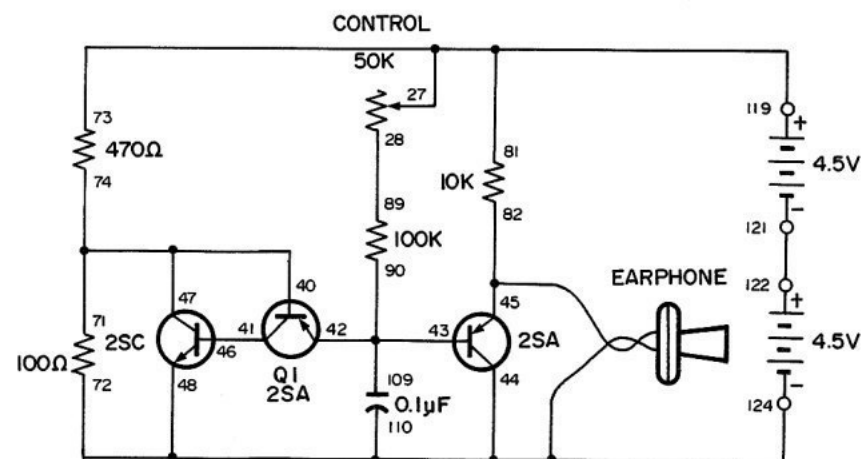 CONTROL
50K
27
28
73
470Ω
74
89
100K
90
81
10K
82
119
+
4.5V
-
121
EARPHONE
122
+
4.5V
-
124
40
47
71
2SC
41
42
43
45
2SA
46
100Ω
72
48
Q1
2SA
109
0.1μF
110
44